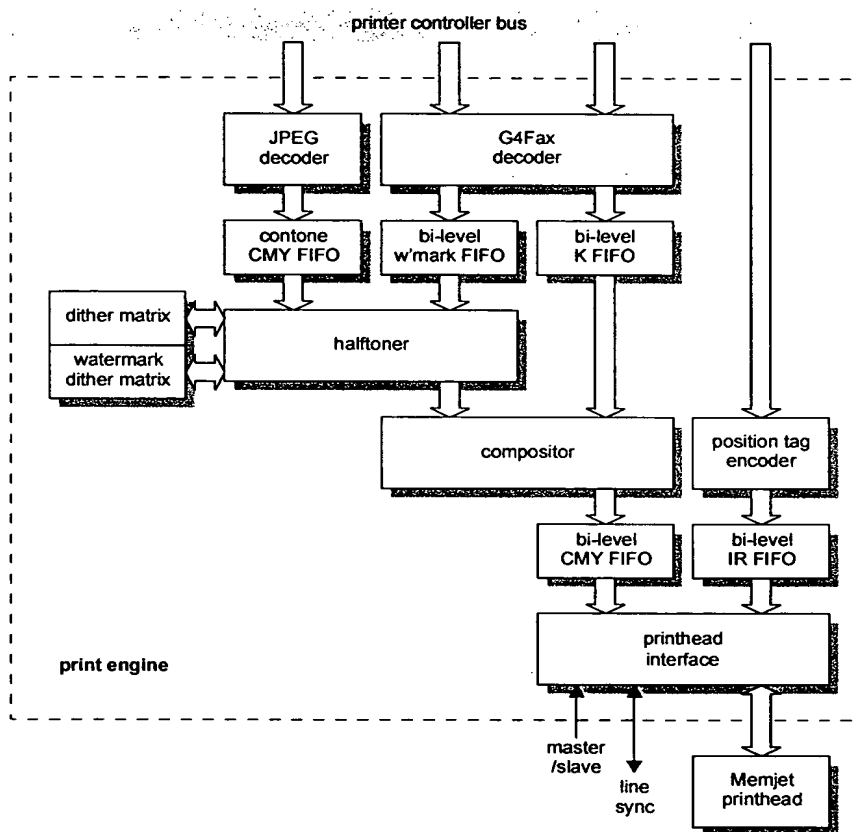 printer controller bus
JPEG
decoder
G4Fax
decoder
contone
CMY FIFO
bi-level
w'mark FIFO
bi-level
K FIFO
dither matrix
watermark
dither matrix
halftoner
compositor
position tag
encoder
bi-level
CMY FIFO
bi-level
IR FIFO
printhead
interface
print engine
master
/slave
line
sync
Memjet
printhead